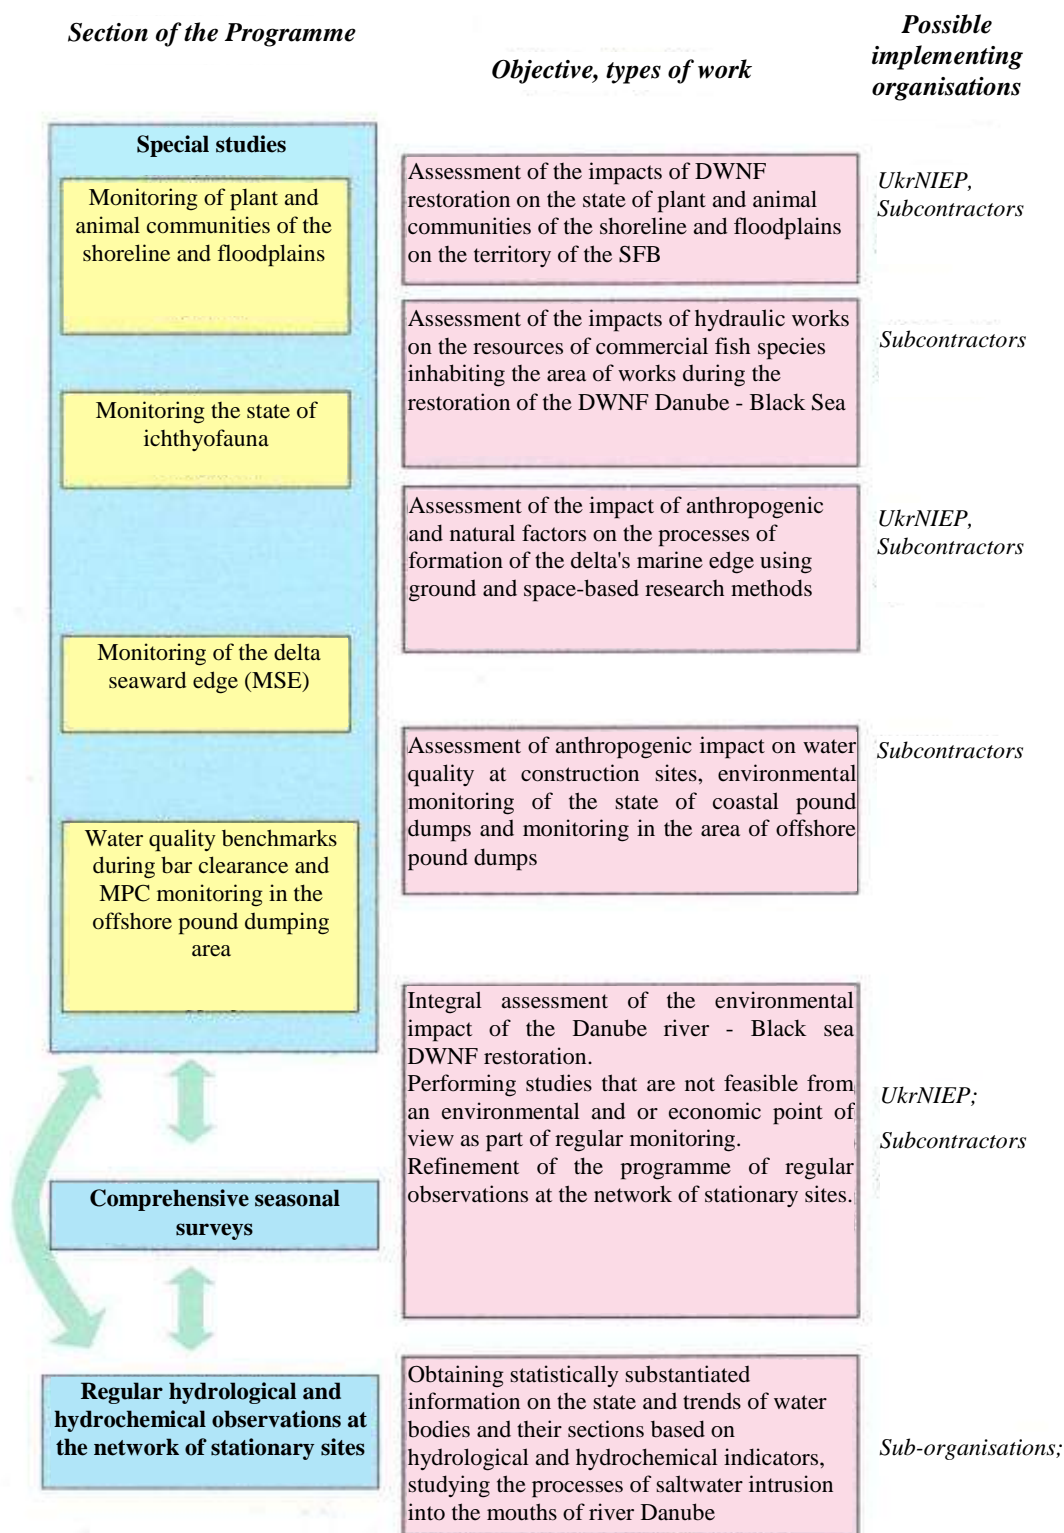 Section of the Programme
Objective, types of work
Possible
implementing
organisations
Special studies
Monitoring of plant and
animal communities of the
shoreline and floodplains
Assessment of the impacts of DWNF
restoration on the state of plant and animal
communities of the shoreline and floodplains
on the territory of the SFB
UkrNIEP,
Subcontractors
Monitoring the state of
ichthyofauna
Assessment of the impacts of hydraulic works
on the resources of commercial fish species
inhabiting the area of works during the
restoration of the DWNF Danube - Black Sea
Subcontractors
Monitoring of the delta
seaward edge (MSE)
Assessment of the impact of anthropogenic
and natural factors on the processes of
formation of the delta's marine edge using
ground and space-based research methods
UkrNIEP,
Subcontractors
Water quality benchmarks
during bar clearance and
MPC monitoring in the
offshore pound dumping
area
Assessment of anthropogenic impact on water
quality at construction sites, environmental
monitoring of the state of coastal pound
dumps and monitoring in the area of offshore
pound dumps
Subcontractors
Comprehensive seasonal
surveys
Integral assessment of the environmental
impact of the Danube river - Black sea
DWNF restoration.
Performing studies that are not feasible from
an environmental and or economic point of
view as part of regular monitoring.
Refinement of the programme of regular
observations at the network of stationary sites.
UkrNIEP;
Subcontractors
Regular hydrological and
hydrochemical observations at
the network of stationary sites
Obtaining statistically substantiated
information on the state and trends of water
bodies and their sections based on
hydrological and hydrochemical indicators,
studying the processes of saltwater intrusion
into the mouths of river Danube
Sub-organisations;